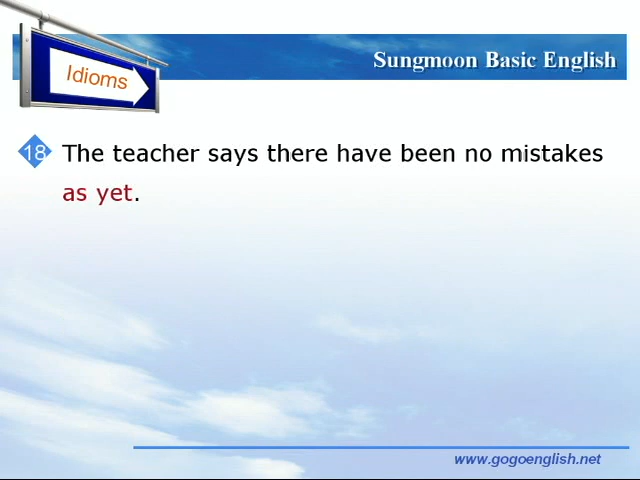 Idioms
Sungmoon Basic English
18 The teacher says there have been no mistakes
as yet.
www.gogoenglish.net